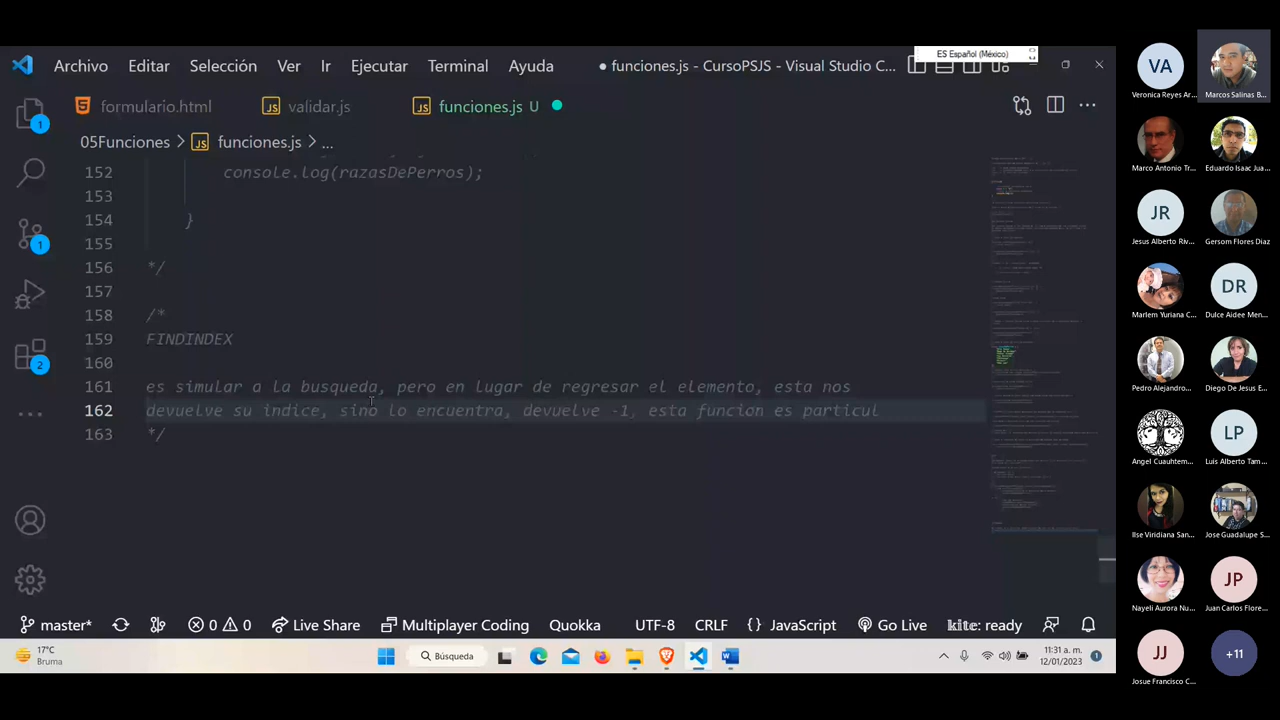 ES Español (México)
Archivo Editar Selección Ver Ir Ejecutar Terminal Ayuda
● funciones.js - CursoPSJS - Visual Studio C...
formulario.html
JS validar.js
JS funciones.js U
05Funciones > JS funciones.js > ...
152 console.log(razasDePerros);
153
154 }
155
156 */
157
158 /*
159 FINDINDEX
160
161 es simular a la busqueda, pero en lugar de regresar el elemento, esta nos
162 devuelve su indice, sino lo encuentra, devuelve -1, esta funcion es particul
163 */
1
1
2
master* 0 0 Live Share Multiplayer Coding Quokka UTF-8 CRLF {} JavaScript Go Live kite: ready
17°C
Bruma
Búsqueda
11:31 a. m.
12/01/2023
1
VA
Veronica Reyes Ar...
Marcos Salinas B...
Marco Antonio Tr...
Eduardo Isaac Jua...
JR
Jesus Alberto Riv...
Gersom Flores Diaz
Marlem Yuriana C...
DR
Dulce Aidee Men...
Pedro Alejandro...
Diego De Jesus E...
Angel Cuauhtem...
LP
Luis Alberto Tam...
Ilse Viridiana San...
Jose Guadalupe S...
Nayeli Aurora Nu...
JP
Juan Carlos Flore...
JJ
Josue Francisco C...
+11